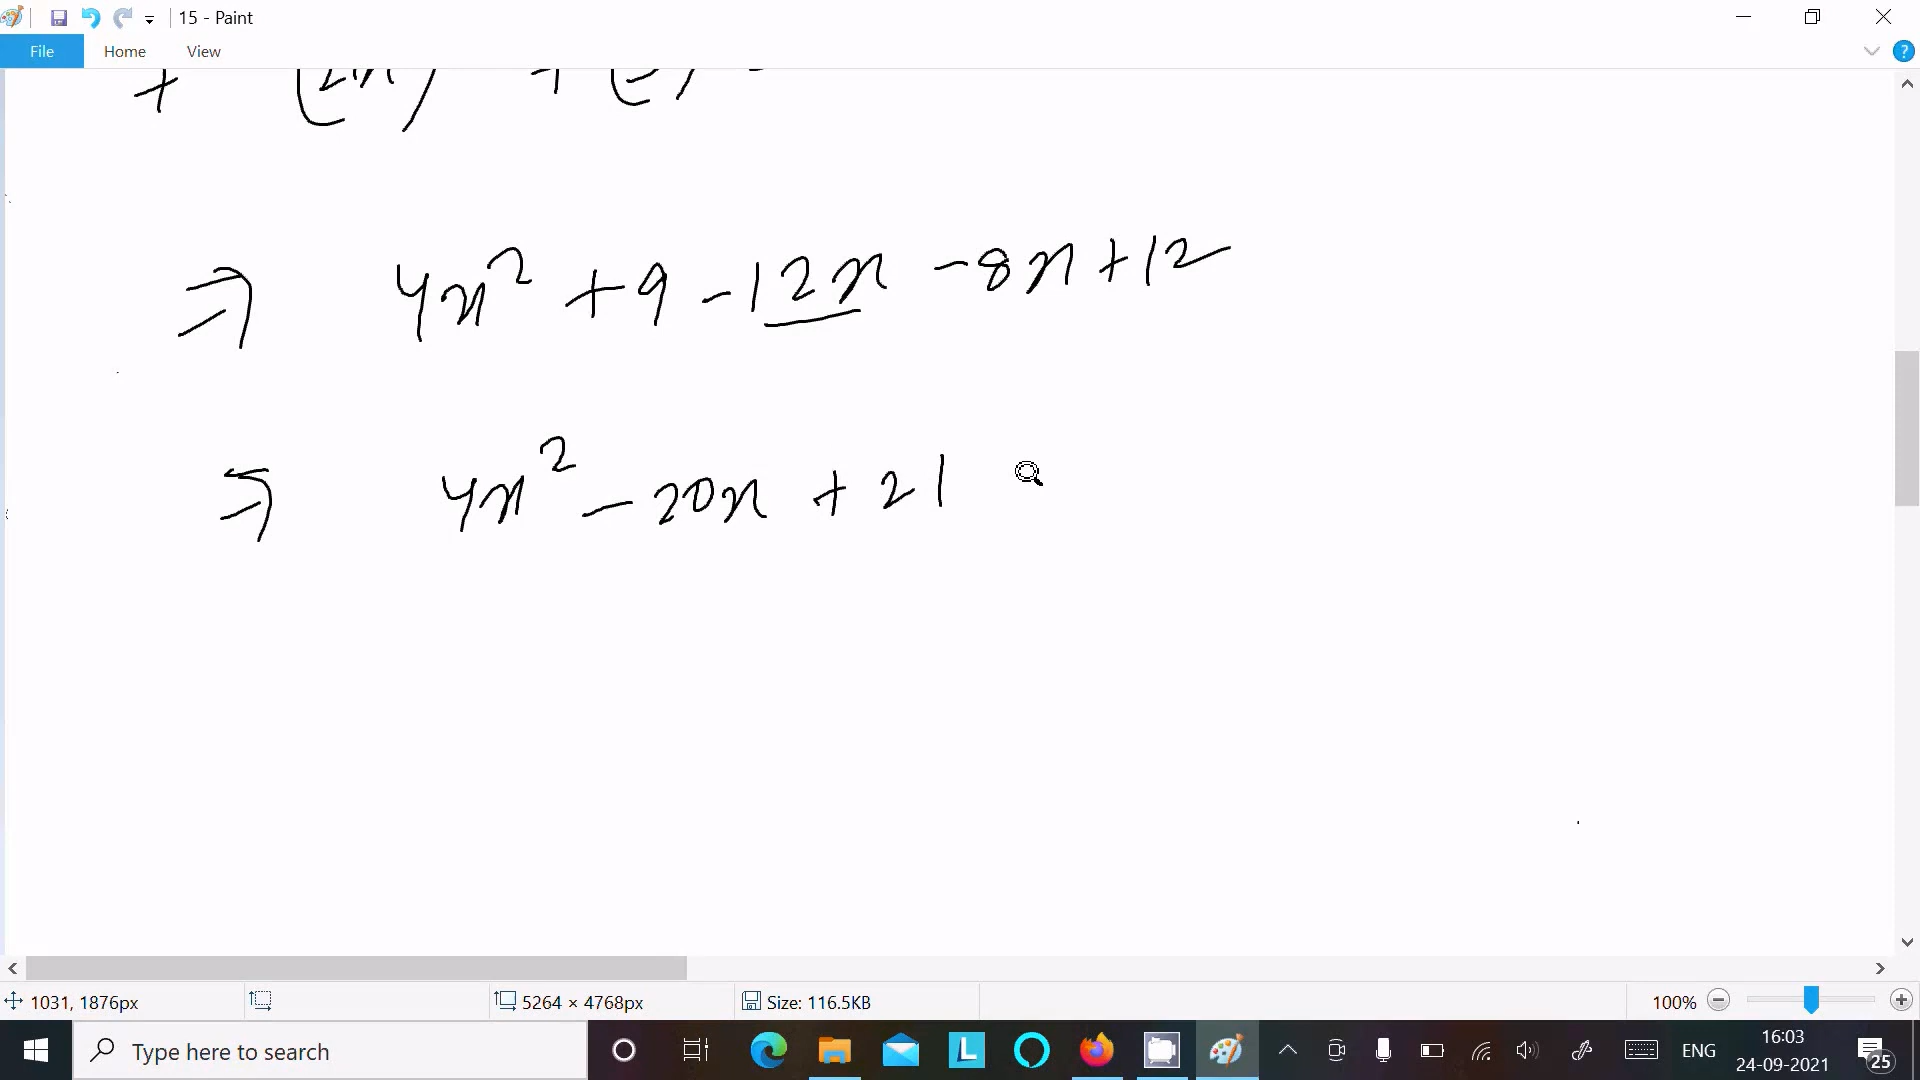 15 - Paint
File Home View
⇒ 4x² + 9 - 12x - 8x + 12
⇒ 4x² - 20x + 21
1031, 1876px 5264 × 4768px Size: 116.5KB 100%
Type here to search L ENG 16:03
24-09-2021 25